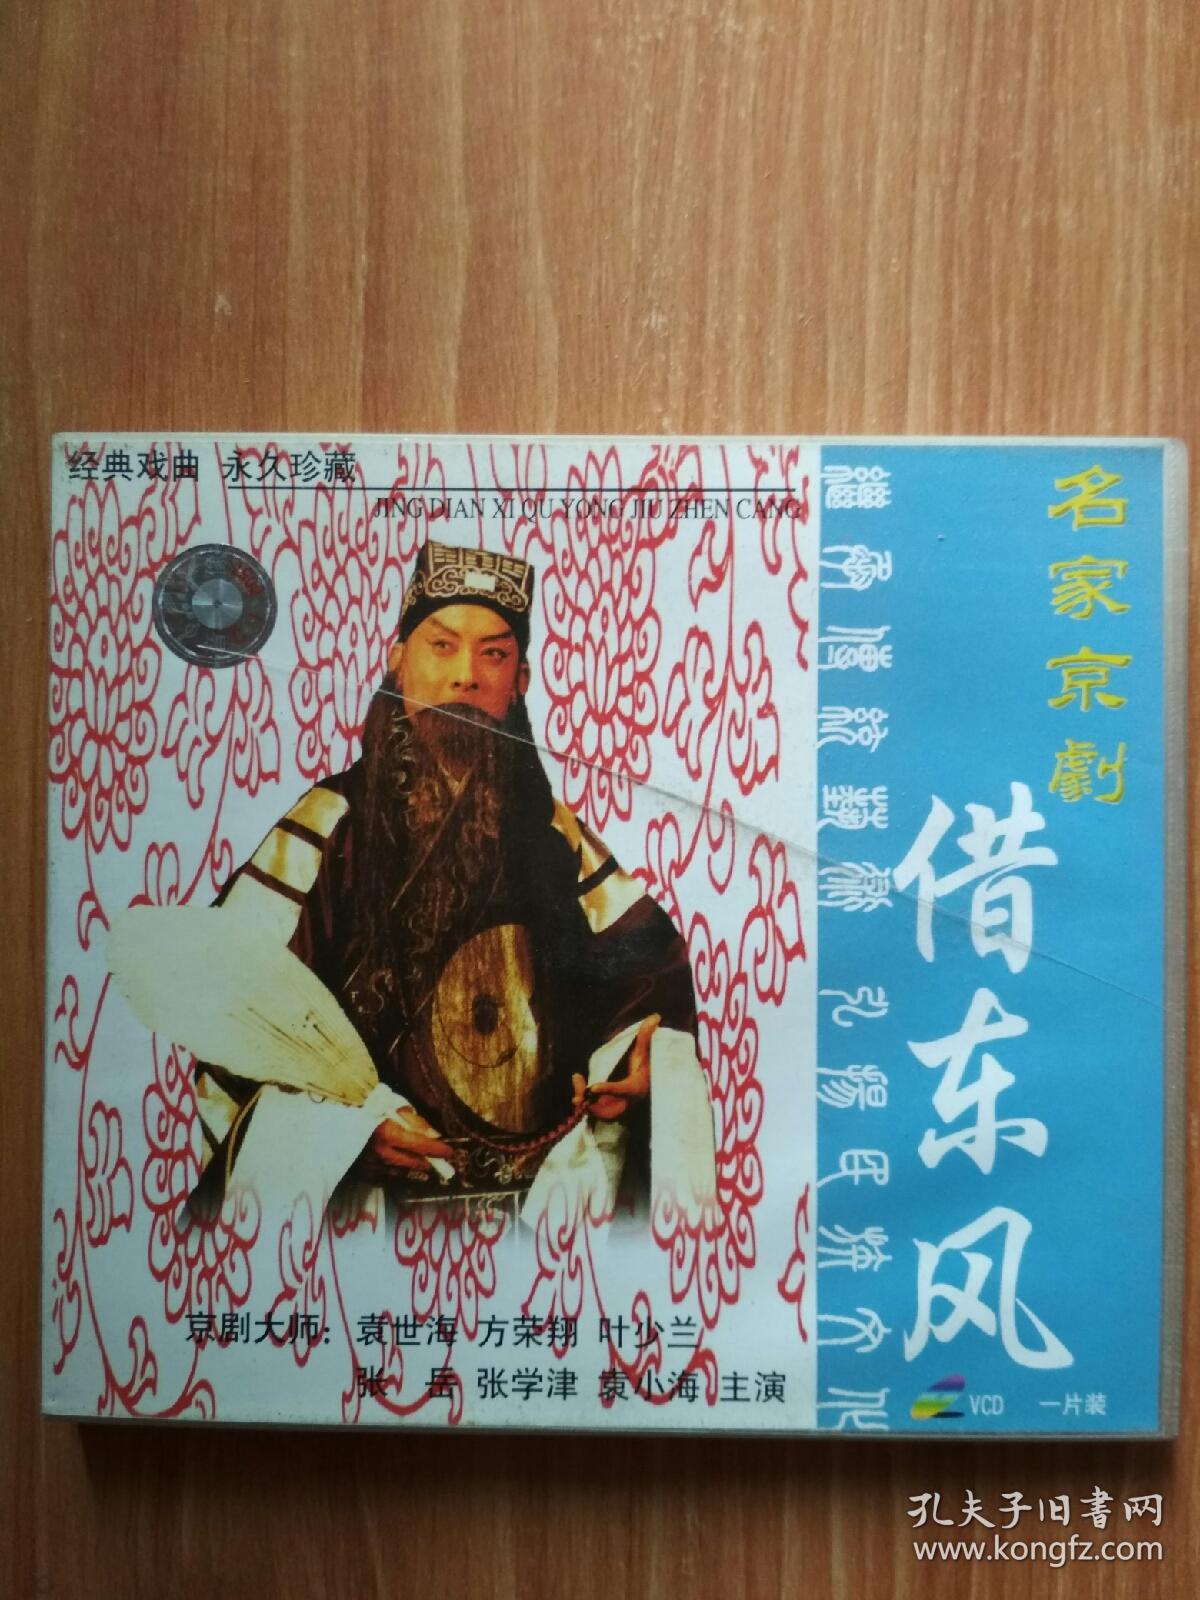 经典戏曲 永久珍藏
JING DIAN XI QU YONG JIU ZHEN CANG
名家京劇
借东风
京剧大师：袁世海 方荣翔 叶少兰
张 岳 张学津 袁小海 主演
VCD 一片装
孔夫子旧书网
www.kongfz.com